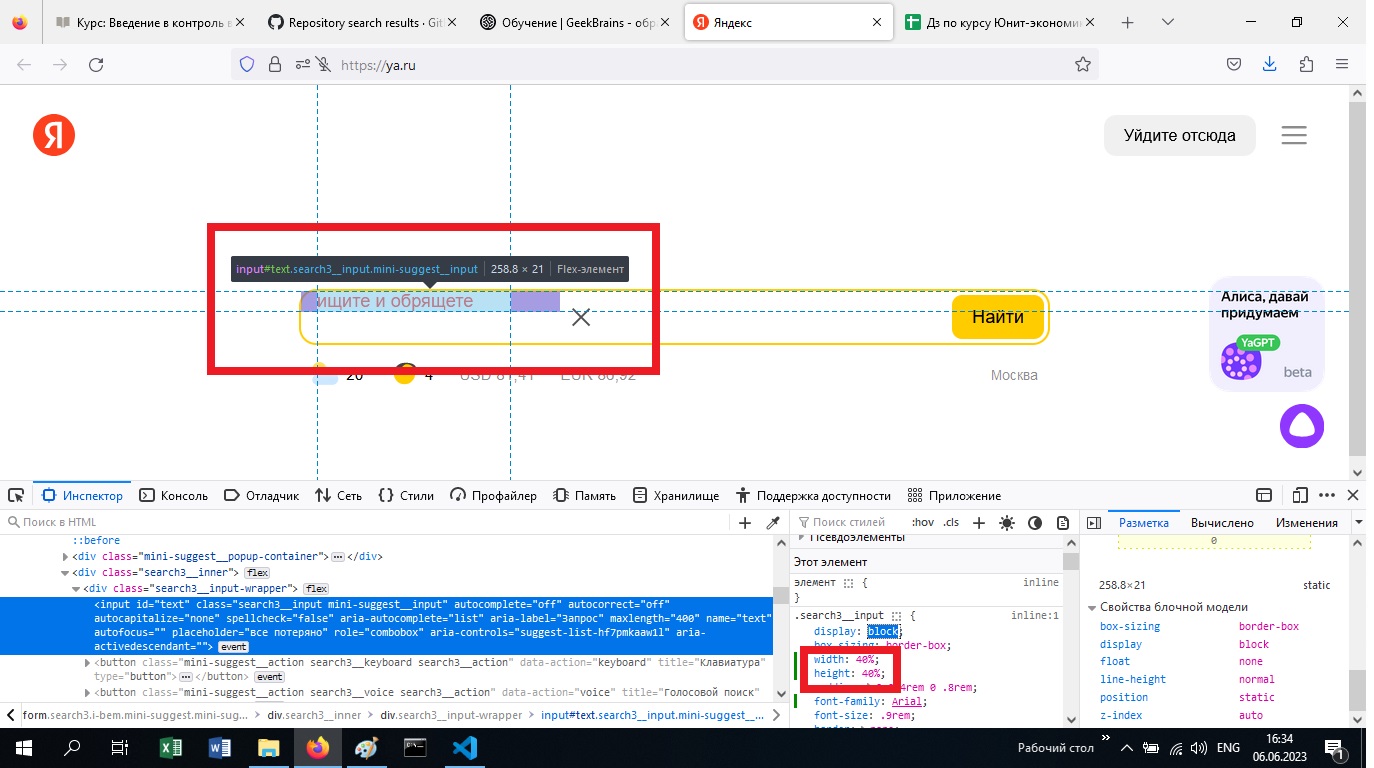 Курс: Введение в контроль в
Repository search results · Git
Обучение | GeekBrains - обр
Яндекс
Дз по курсу Юнит-экономи
https://ya.ru
Я
Уйдите отсюда
input#text.search3__input.mini-suggest__input 258.8 × 21 Flex-элемент
ищите и обрящете
Найти
20 4 USD 81,41 EUR 86,92
Москва
Алиса, давай
придумаем
YaGPT
beta
Инспектор Консоль Отладчик Сеть Стили Профайлер Память Хранилище Поддержка доступности Приложение
Поиск в HTML
::before
<div class="mini-suggest__popup-container"> </div>
<div class="search3__inner"> flex
<div class="search3__input-wrapper"> flex
<input id="text" class="search3__input mini-suggest__input" autocomplete="off" autocorrect="off"
autocapitalize="none" spellcheck="false" aria-autocomplete="list" aria-label="Запрос" maxlength="400" name="text"
autofocus="" placeholder="все потеряно" role="combobox" aria-controls="suggest-list-hf7pmkaaw1l" aria-
activedescendant=""> event
<button class="mini-suggest__action search3__keyboard search3__action" data-action="keyboard" title="Клавиатура"
type="button"> </button> event
<button class="mini-suggest__action search3__voice search3__action" data-action="voice" title="Голосовой поиск"
form.search3.i-bem.mini-suggest.mini-sug... div.search3__inner div.search3__input-wrapper input#text.search3__input.mini-suggest__...
Поиск стилей :hov .cls
Псевдоэлементы
Этот элемент
элемент { inline
}
.search3__input { inline:1
display: block;
box-sizing: border-box;
width: 40%;
height: 40%;
4rem 0 .8rem;
font-family: Arial;
font-size: .9rem;
Разметка Вычислено Изменения
0
258.8×21 static
Свойства блочной модели
box-sizing border-box
display block
float none
line-height normal
position static
z-index auto
Рабочий стол
ENG
16:34
06.06.2023
1